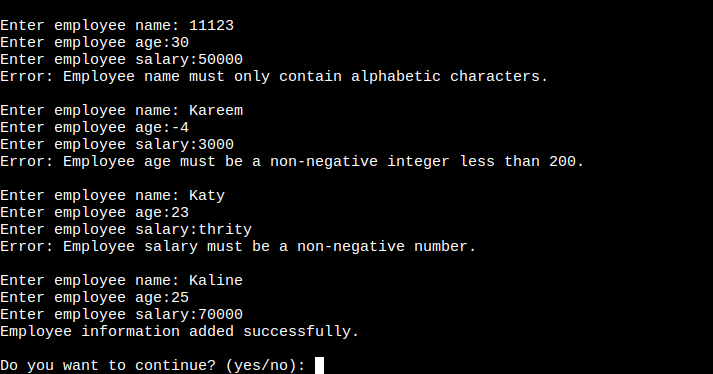 Enter employee name: 11123
Enter employee age:30
Enter employee salary:50000
Error: Employee name must only contain alphabetic characters.
Enter employee name: Kareem
Enter employee age:-4
Enter employee salary:3000
Error: Employee age must be a non-negative integer less than 200.
Enter employee name: Katy
Enter employee age:23
Enter employee salary:thrity
Error: Employee salary must be a non-negative number.
Enter employee name: Kaline
Enter employee age:25
Enter employee salary:70000
Employee information added successfully.
Do you want to continue? (yes/no):